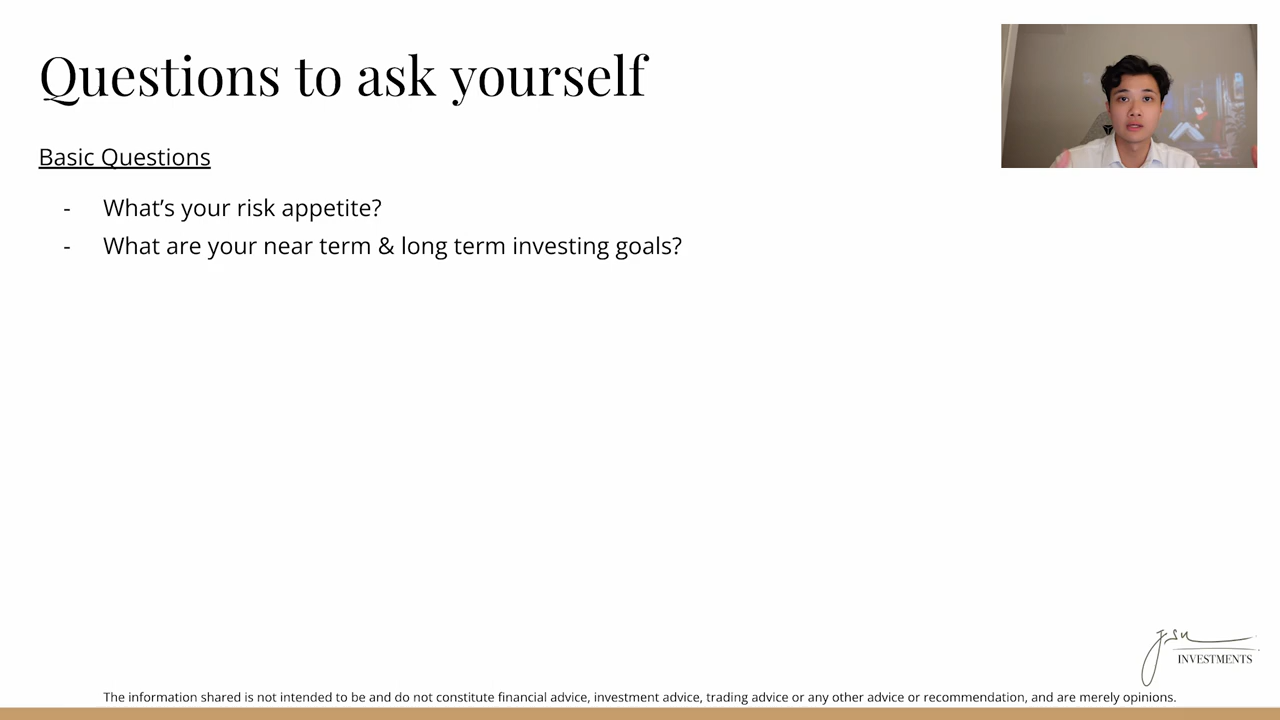 Questions to ask yourself
Basic Questions
- What’s your risk appetite?
- What are your near term & long term investing goals?
jsu
INVESTMENTS
The information shared is not intended to be and do not constitute financial advice, investment advice, trading advice or any other advice or recommendation, and are merely opinions.